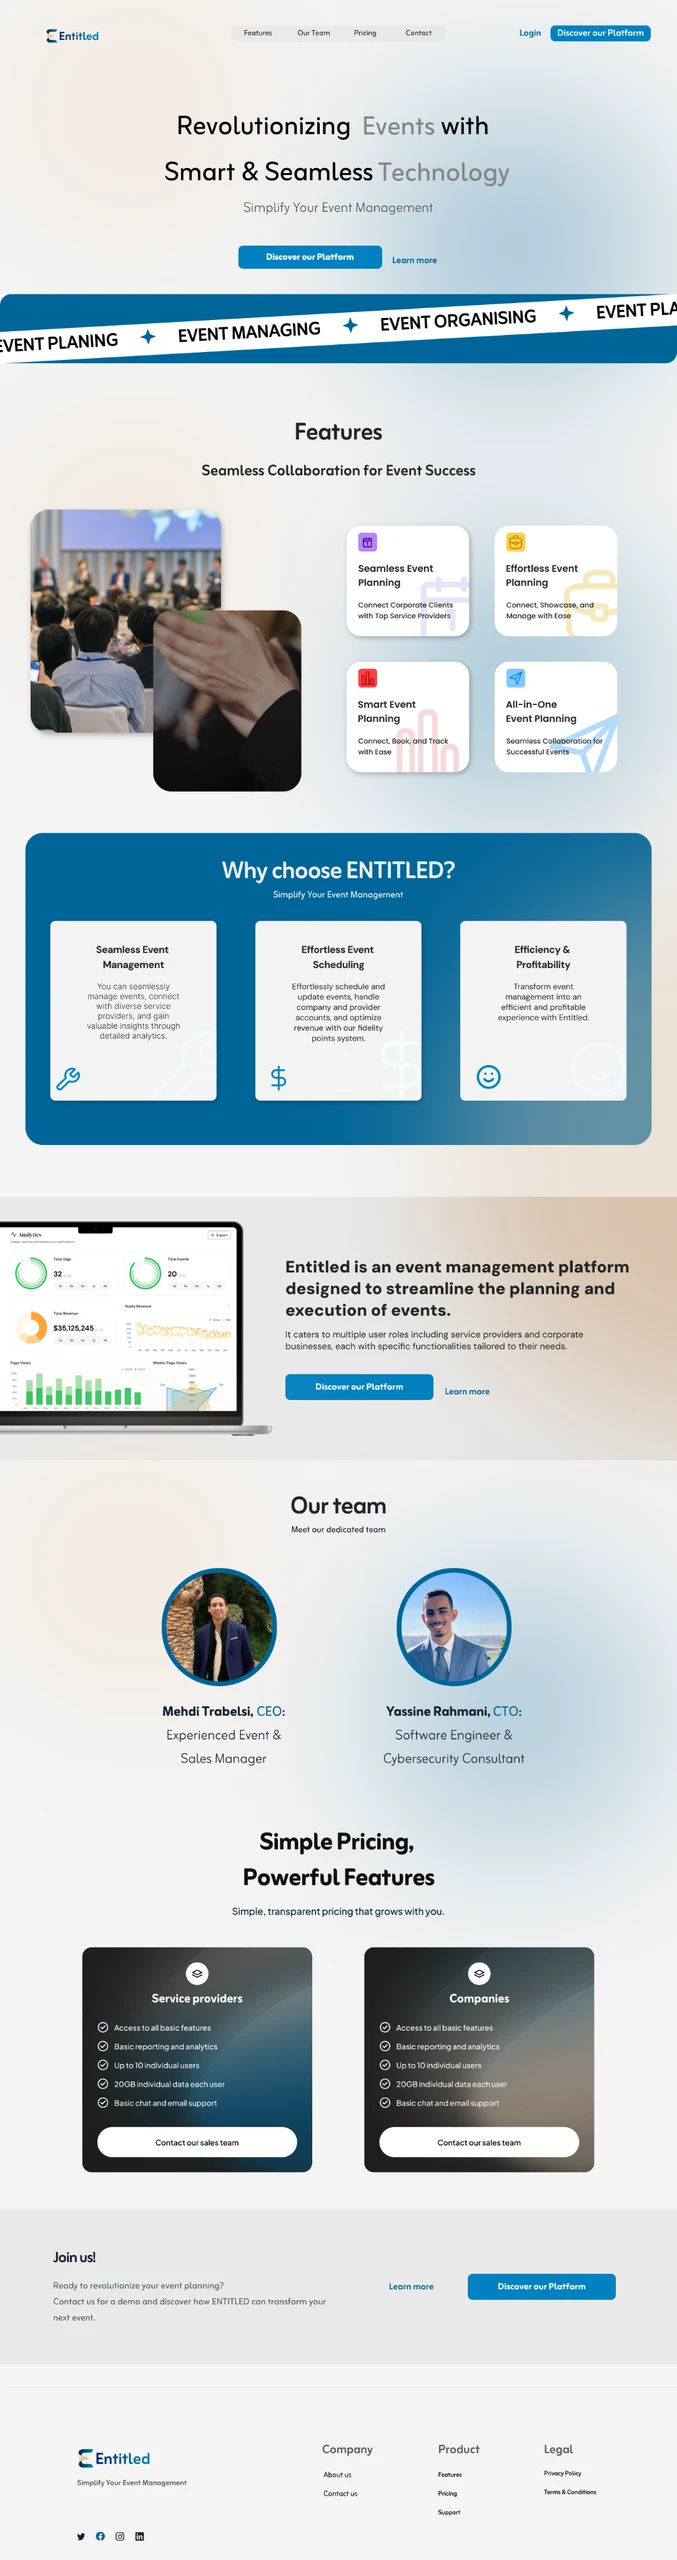 Entitled
Features Our Team Pricing Contact
Login Discover our Platform
Revolutionizing Events with
Smart & Seamless Technology
Simplify Your Event Management
Discover our Platform Learn more
EVENT PLANING EVENT MANAGING EVENT ORGANISING EVENT PLA
Features
Seamless Collaboration for Event Success
Seamless Event
Planning
Connect Corporate Clients
with Top Service Providers
Effortless Event
Planning
Connect, Showcase, and
Manage with Ease
Smart Event
Planning
Connect, Book, and Track
with Ease
All-in-One
Event Planning
Seamless Collaboration for
Successful Events
Why choose ENTITLED?
Simplify Your Event Management
Seamless Event
Management
You can seamlessly
manage events, connect
with diverse service
providers, and gain
valuable insights through
detailed analytics.
Effortless Event
Scheduling
Effortlessly schedule and
update events, handle
company and provider
accounts, and optimize
revenue with our fidelity
points system.
Efficiency &
Profitability
Transform event
management into an
efficient and profitable
experience with Entitled.
Analytics
Export
Total Gigs
32
Total Events
20
Total Revenue
$35,125,245
Yearly Revenue
Page Views
Weekly Page Views
Entitled is an event management platform
designed to streamline the planning and
execution of events.
It caters to multiple user roles including service providers and corporate
businesses, each with specific functionalities tailored to their needs.
Discover our Platform Learn more
Our team
Meet our dedicated team
Mehdi Trabelsi, CEO:
Experienced Event &
Sales Manager
Yassine Rahmani, CTO:
Software Engineer &
Cybersecurity Consultant
Simple Pricing,
Powerful Features
Simple, transparent pricing that grows with you.
Service providers
Access to all basic features
Basic reporting and analytics
Up to 10 individual users
20GB individual data each user
Basic chat and email support
Contact our sales team
Companies
Access to all basic features
Basic reporting and analytics
Up to 10 individual users
20GB individual data each user
Basic chat and email support
Contact our sales team
Join us!
Ready to revolutionize your event planning?
Contact us for a demo and discover how ENTITLED can transform your
next event.
Learn more Discover our Platform
Entitled
Simplify Your Event Management
Company
About us
Contact us
Product
Features
Pricing
Support
Legal
Privacy Policy
Terms & Conditions